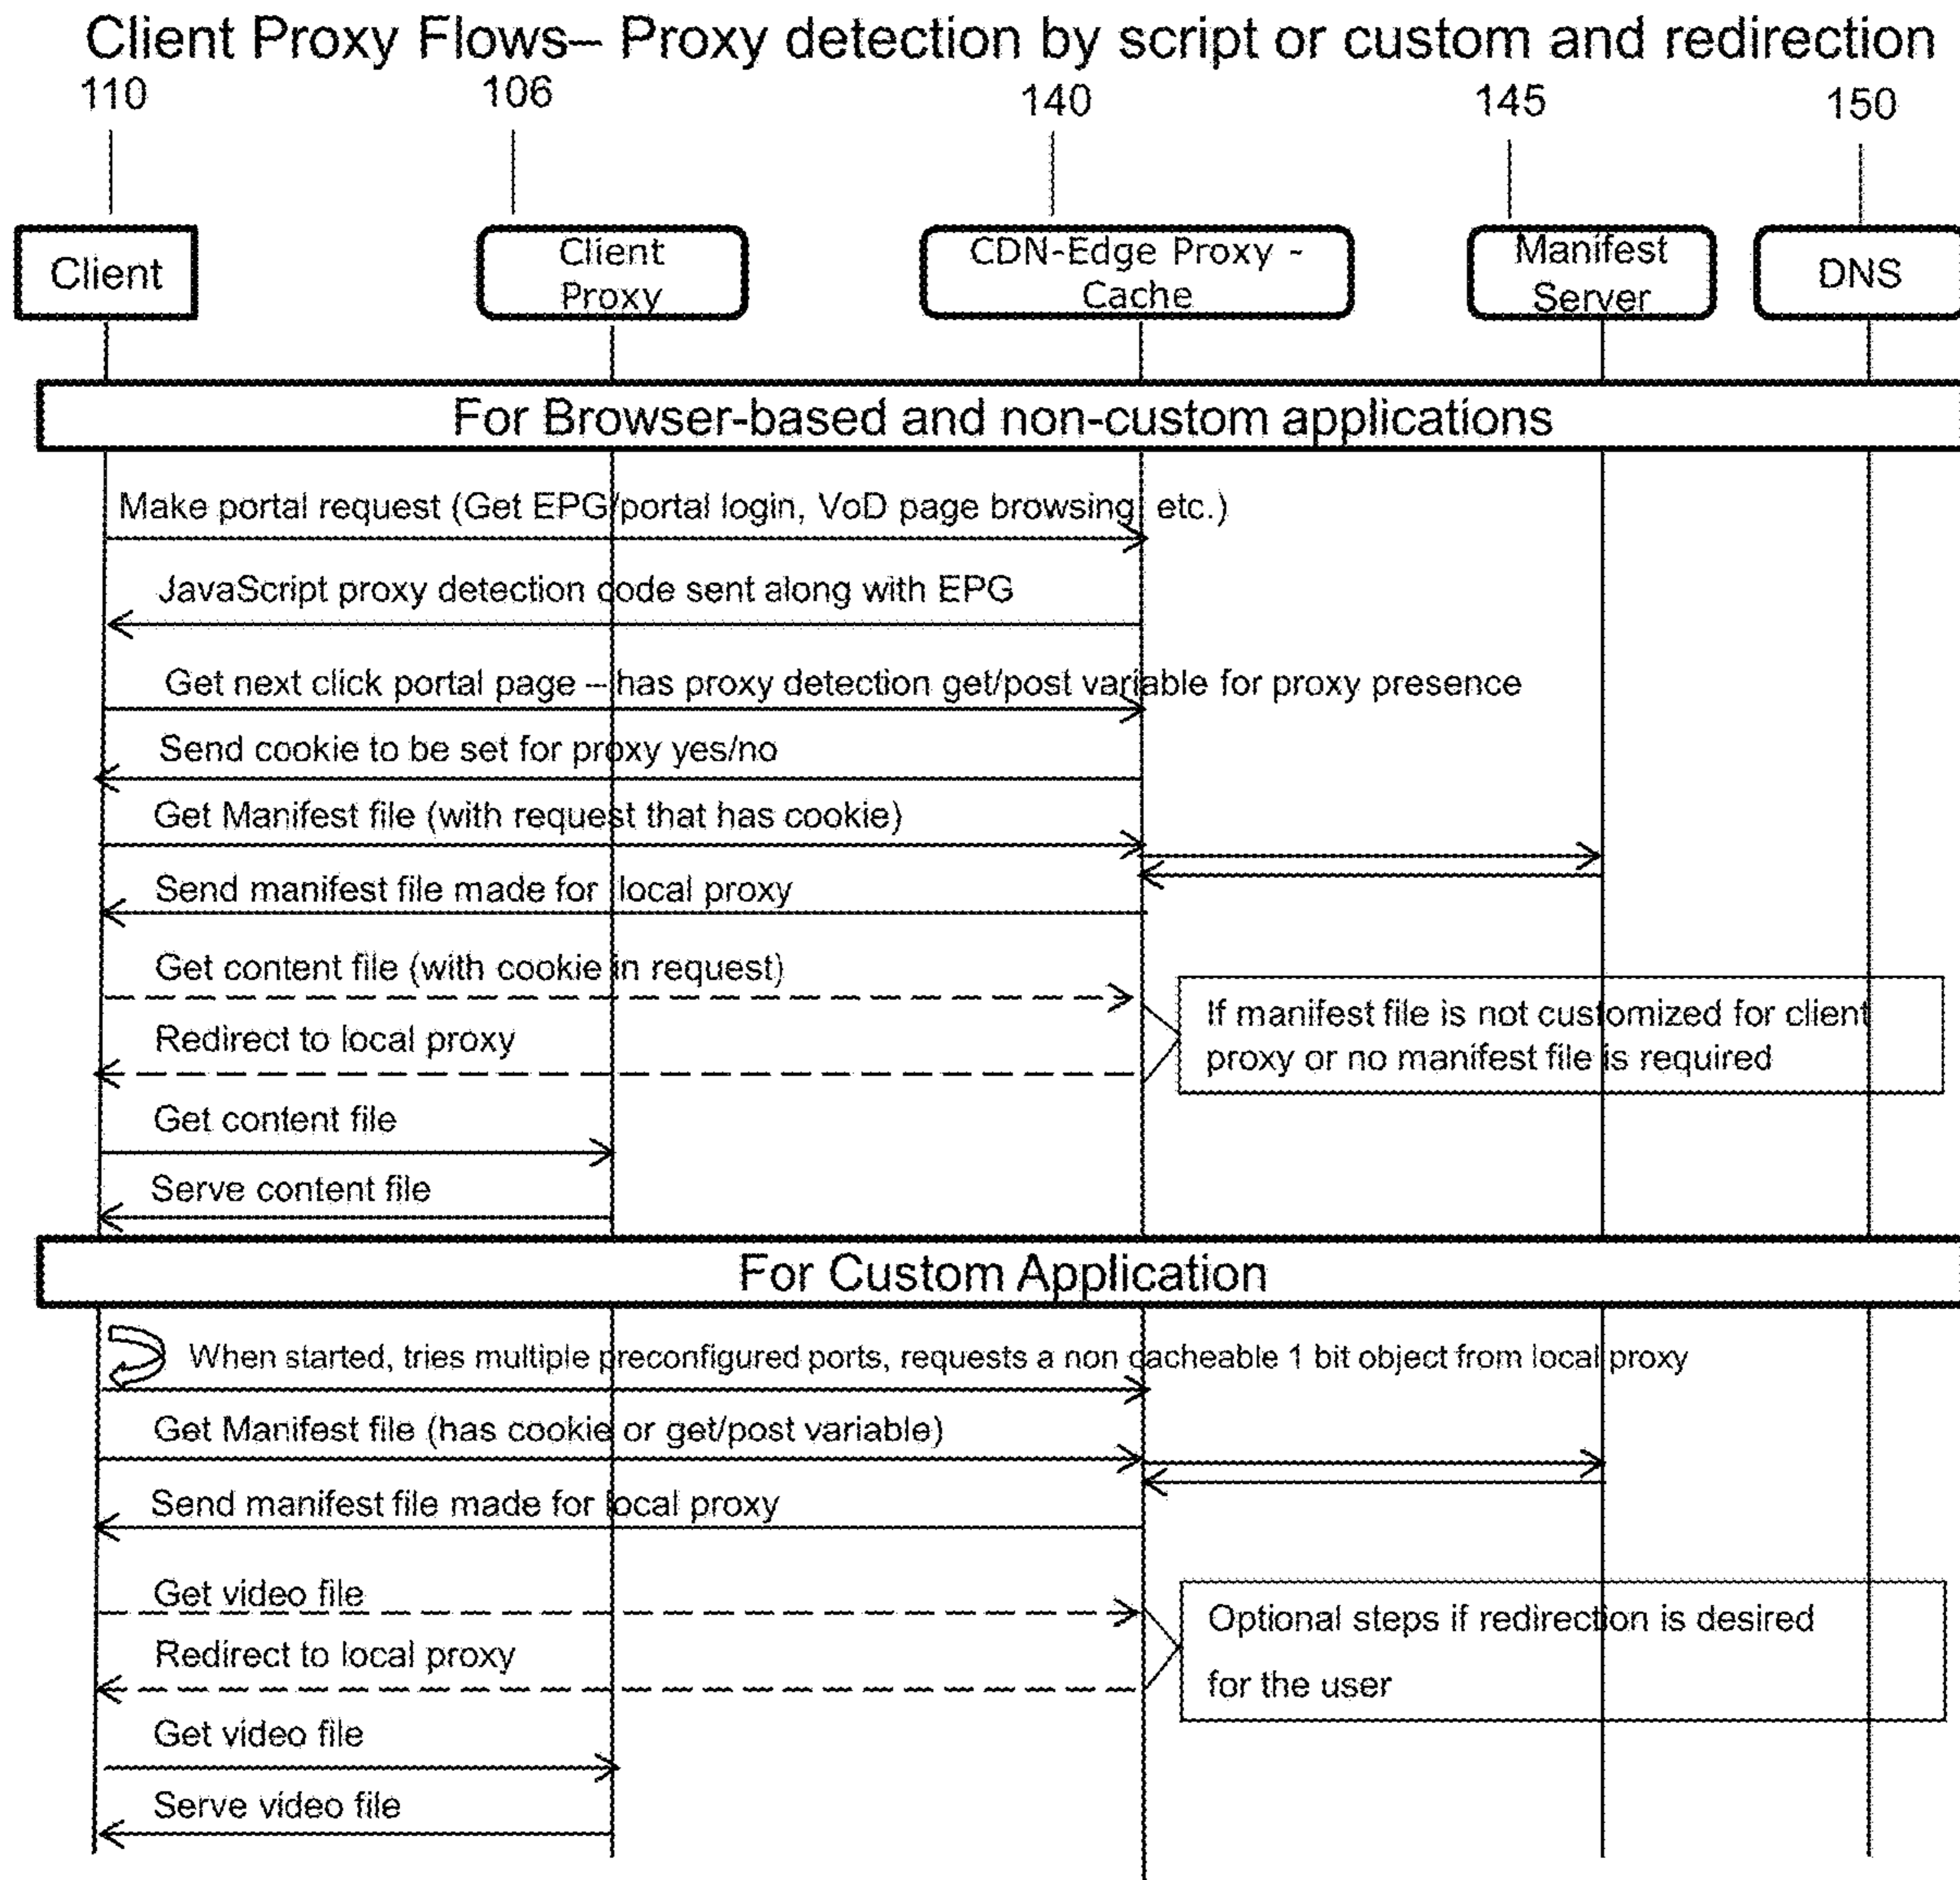 Client Proxy Flows– Proxy detection by script or custom and redirection
110
106
140
145
150
Client
Client
Proxy
CDN-Edge Proxy -
Cache
Manifest
Server
DNS
For Browser-based and non-custom applications
Make portal request (Get EPG/portal login, VoD page browsing, etc.)
JavaScript proxy detection code sent along with EPG
Get next click portal page – has proxy detection get/post variable for proxy presence
Send cookie to be set for proxy yes/no
Get Manifest file (with request that has cookie)
Send manifest file made for local proxy
Get content file (with cookie in request)
If manifest file is not customized for client
proxy or no manifest file is required
Redirect to local proxy
Get content file
Serve content file
For Custom Application
When started, tries multiple preconfigured ports, requests a non cacheable 1 bit object from local proxy
Get Manifest file (has cookie or get/post variable)
Send manifest file made for local proxy
Get video file
Optional steps if redirection is desired
for the user
Redirect to local proxy
Get video file
Serve video file